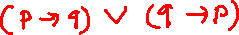 (p → q) ∨ (q → p)